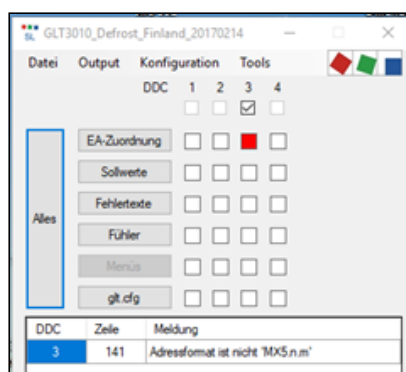 SL GLT3010_Defrost_Finland_20170214
Datei Output Konfiguration Tools
DDC 1 2 3 4
EA-Zuordnung
Sollwerte
Fehlertexte
Alles
Fühler
Menüs
glt.cfg
DDC Zeile Meldung
3 141 Adressformat ist nicht 'MX5.n.m'